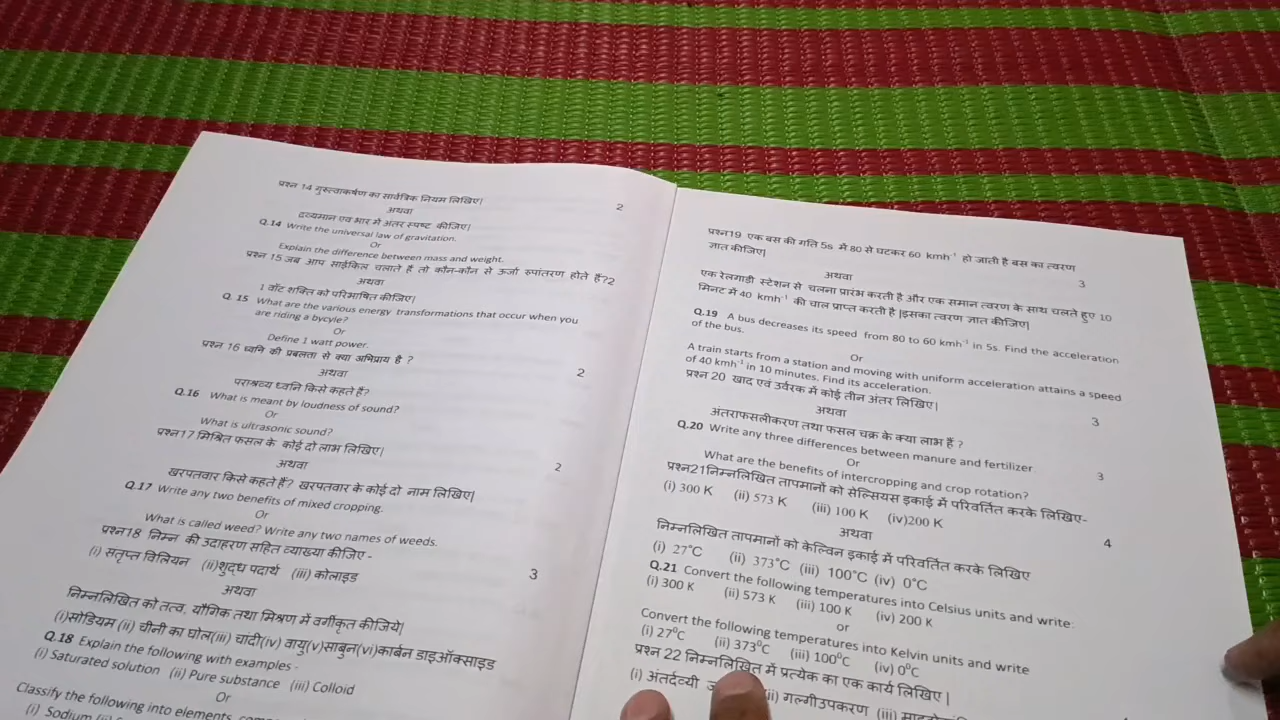 प्रश्न 14 गुरुत्वाकर्षण का सार्वत्रिक नियम लिखिए| 2
अथवा
द्रव्यमान एवं भार में अंतर स्पष्ट कीजिए|
Q.14 Write the universal law of gravitation.
Or
Explain the difference between mass and weight.
प्रश्न 15 जब आप साईकिल चलाते हैं तो कौन-कौन से ऊर्जा रुपांतरण होते हैं?2
अथवा
1 वॉट शक्ति को परिभाषित कीजिए|
Q. 15 What are the various energy transformations that occur when you
are riding a bycyle?
Or
Define 1 watt power.
प्रश्न 16 ध्वनि की प्रबलता से क्या अभिप्राय है ? 2
अथवा
पराश्रव्य ध्वनि किसे कहते हैं?
Q.16 What is meant by loudness of sound?
Or
What is ultrasonic sound?
प्रश्न17 मिश्रित फसल के कोई दो लाभ लिखिए| 2
अथवा
खरपतवार किसे कहते हैं? खरपतवार के कोई दो नाम लिखिए|
Q.17 Write any two benefits of mixed cropping.
Or
What is called weed? Write any two names of weeds.
प्रश्न18 निम्न की उदाहरण सहित व्याख्या कीजिए -
(i) सतृप्त विलियन (ii)शुद्ध पदार्थ (iii) कोलाइड 3
अथवा
निम्नलिखित को तत्व, यौगिक तथा मिश्रण में वर्गीकृत कीजिये|
(i)सोडियम (ii) चीनी का घोल(iii) चांदी(iv) वायु(v)साबुन(vi)कार्बन डाइऑक्साइड
Q.18 Explain the following with examples -
(i) Saturated solution (ii) Pure substance (iii) Colloid
Or
Classify the following into elements,
(i) Sodium
प्रश्न19 एक बस की गति 5s में 80 से घटकर 60 kmh⁻¹ हो जाती है बस का त्वरण
ज्ञात कीजिए| 3
अथवा
एक रेलगाडी स्टेशन से चलना प्रारंभ करती है और एक समान त्वरण के साथ चलते हुए 10
मिनट में 40 kmh⁻¹ की चाल प्राप्त करती है |इसका त्वरण ज्ञात कीजिए|
Q.19 A bus decreases its speed from 80 to 60 kmh⁻¹ in 5s. Find the acceleration
of the bus.
Or
A train starts from a station and moving with uniform acceleration attains a speed
of 40 kmh⁻¹ in 10 minutes. Find its acceleration.
प्रश्न 20 खाद एवं उर्वरक में कोई तीन अंतर लिखिए| 3
अथवा
अंतराफसलीकरण तथा फसल चक्र के क्या लाभ हैं ?
Q.20 Write any three differences between manure and fertilizer 3
Or
What are the benefits of intercropping and crop rotation?
प्रश्न21निम्नलिखित तापमानों को सेल्सियस इकाई में परिवर्तित करके लिखिए-
(i) 300 K (ii) 573 K (iii) 100 K (iv)200 K
अथवा 4
निम्नलिखित तापमानों को केल्विन इकाई में परिवर्तित करके लिखिए
(i) 27°C (ii) 373°C (iii) 100°C (iv) 0°C
Q.21 Convert the following temperatures into Celsius units and write:
(i) 300 K (ii) 573 K (iii) 100 K (iv) 200 K
or
Convert the following temperatures into Kelvin units and write
(i) 27⁰C (ii) 373⁰C (iii) 100⁰C (iv) 0⁰C
प्रश्न 22 निम्नलिखित में प्रत्येक का एक कार्य लिखिए |
(i) अंतर्द्रव्यी (ii) गल्गीउपकरण (iii)